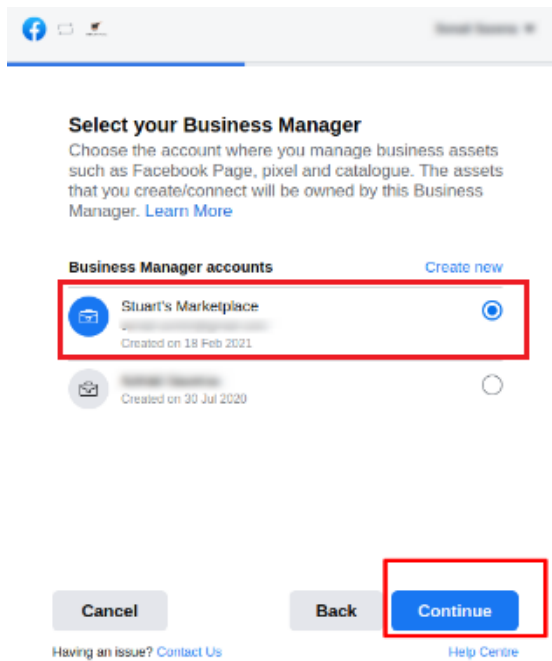 Select your Business Manager
Choose the account where you manage business assets
such as Facebook Page, pixel and catalogue. The assets
that you create/connect will be owned by this Business
Manager. Learn More
Business Manager accounts Create new
Stuart's Marketplace
Created on 18 Feb 2021
Created on 30 Jul 2020
Cancel Back Continue
Having an issue? Contact Us Help Centre